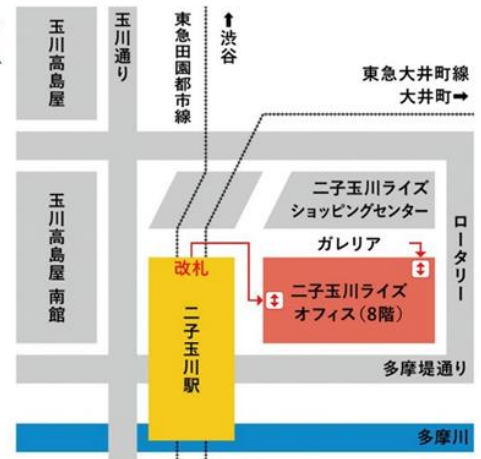 玉川高島屋
玉川通り
東急田園都市線
⬆渋谷
東急大井町線
大井町➡
二子玉川ライズ
ショッピングセンター
ガレリア
ロータリー
玉川高島屋 南館
改札
二子玉川駅
二子玉川ライズ
オフィス(8階)
多摩堤通り
多摩川